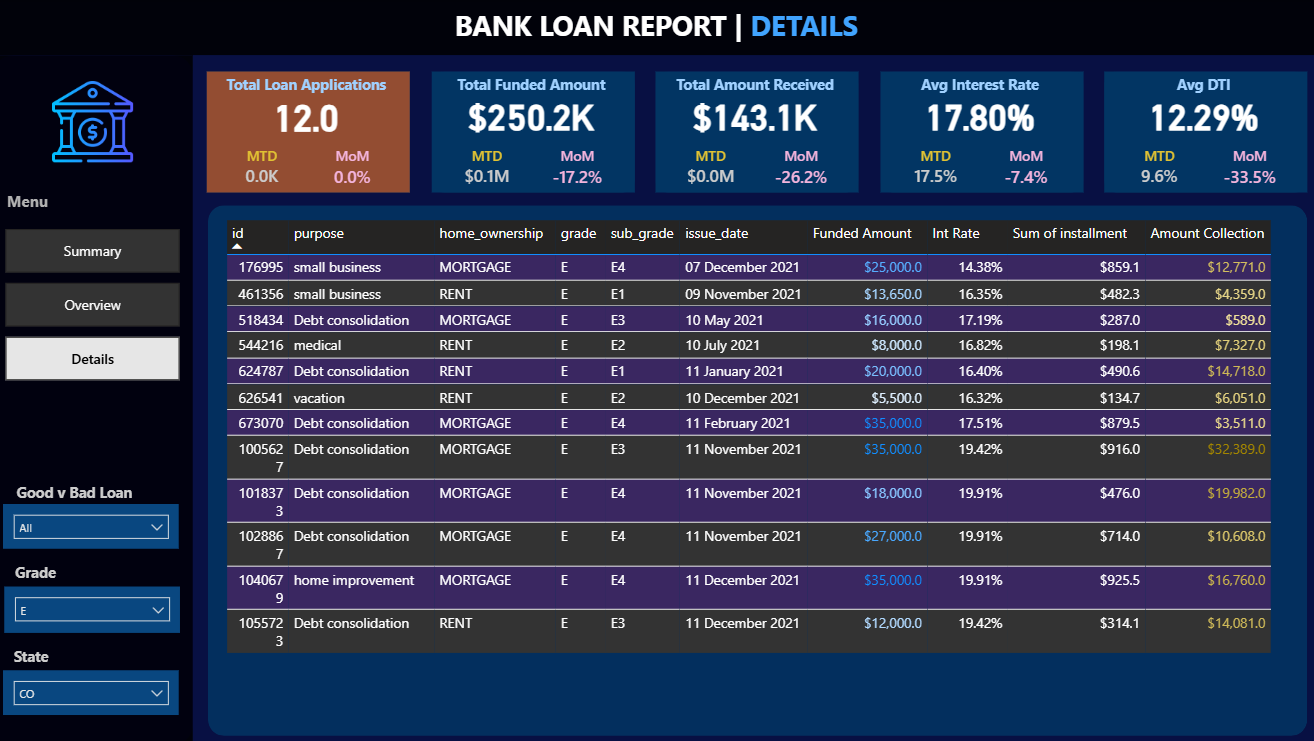 BANK LOAN REPORT | DETAILS
Total Loan Applications
12.0
MTD MoM
0.0K 0.0%
Total Funded Amount
$250.2K
MTD MoM
$0.1M -17.2%
Total Amount Received
$143.1K
MTD MoM
$0.0M -26.2%
Avg Interest Rate
17.80%
MTD MoM
17.5% -7.4%
Avg DTI
12.29%
MTD MoM
9.6% -33.5%
Menu
Summary
Overview
Details
Good v Bad Loan
All
Grade
E
State
CO
id purpose home_ownership grade sub_grade issue_date Funded Amount Int Rate Sum of installment Amount Collection
176995 small business MORTGAGE E E4 07 December 2021 $25,000.0 14.38% $859.1 $12,771.0
461356 small business RENT E E1 09 November 2021 $13,650.0 16.35% $482.3 $4,359.0
518434 Debt consolidation MORTGAGE E E3 10 May 2021 $16,000.0 17.19% $287.0 $589.0
544216 medical RENT E E2 10 July 2021 $8,000.0 16.82% $198.1 $7,327.0
624787 Debt consolidation RENT E E1 11 January 2021 $20,000.0 16.40% $490.6 $14,718.0
626541 vacation RENT E E2 10 December 2021 $5,500.0 16.32% $134.7 $6,051.0
673070 Debt consolidation MORTGAGE E E4 11 February 2021 $35,000.0 17.51% $879.5 $3,511.0
100562 Debt consolidation MORTGAGE E E3 11 November 2021 $35,000.0 19.42% $916.0 $32,389.0
7
101837 Debt consolidation MORTGAGE E E4 11 November 2021 $18,000.0 19.91% $476.0 $19,982.0
3
102886 Debt consolidation MORTGAGE E E4 11 November 2021 $27,000.0 19.91% $714.0 $10,608.0
7
104067 home improvement MORTGAGE E E4 11 December 2021 $35,000.0 19.91% $925.5 $16,760.0
9
105572 Debt consolidation RENT E E3 11 December 2021 $12,000.0 19.42% $314.1 $14,081.0
3